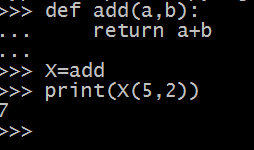 >>> def add(a,b):
...     return a+b
...
>>> X=add
>>> print(X(5,2))
7
>>>